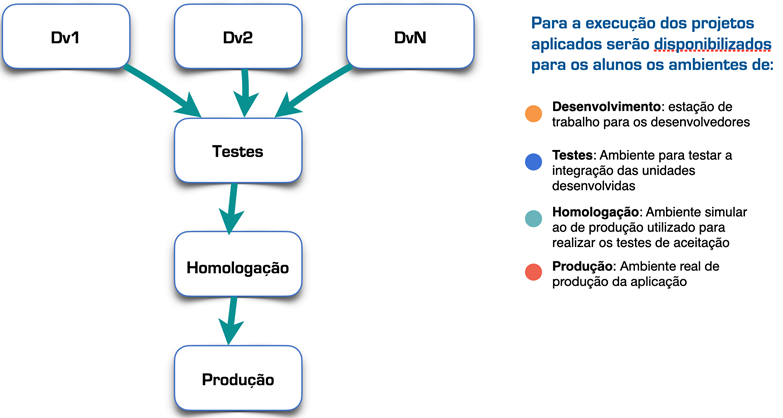 Dv1
Dv2
DvN
Testes
Homologação
Produção
Para a execução dos projetos
aplicados serão disponibilizados
para os alunos os ambientes de:
Desenvolvimento: estação de
trabalho para os desenvolvedores
Testes: Ambiente para testar a
integração das unidades
desenvolvidas
Homologação: Ambiente simular
ao de produção utilizado para
realizar os testes de aceitação
Produção: Ambiente real de
produção da aplicação